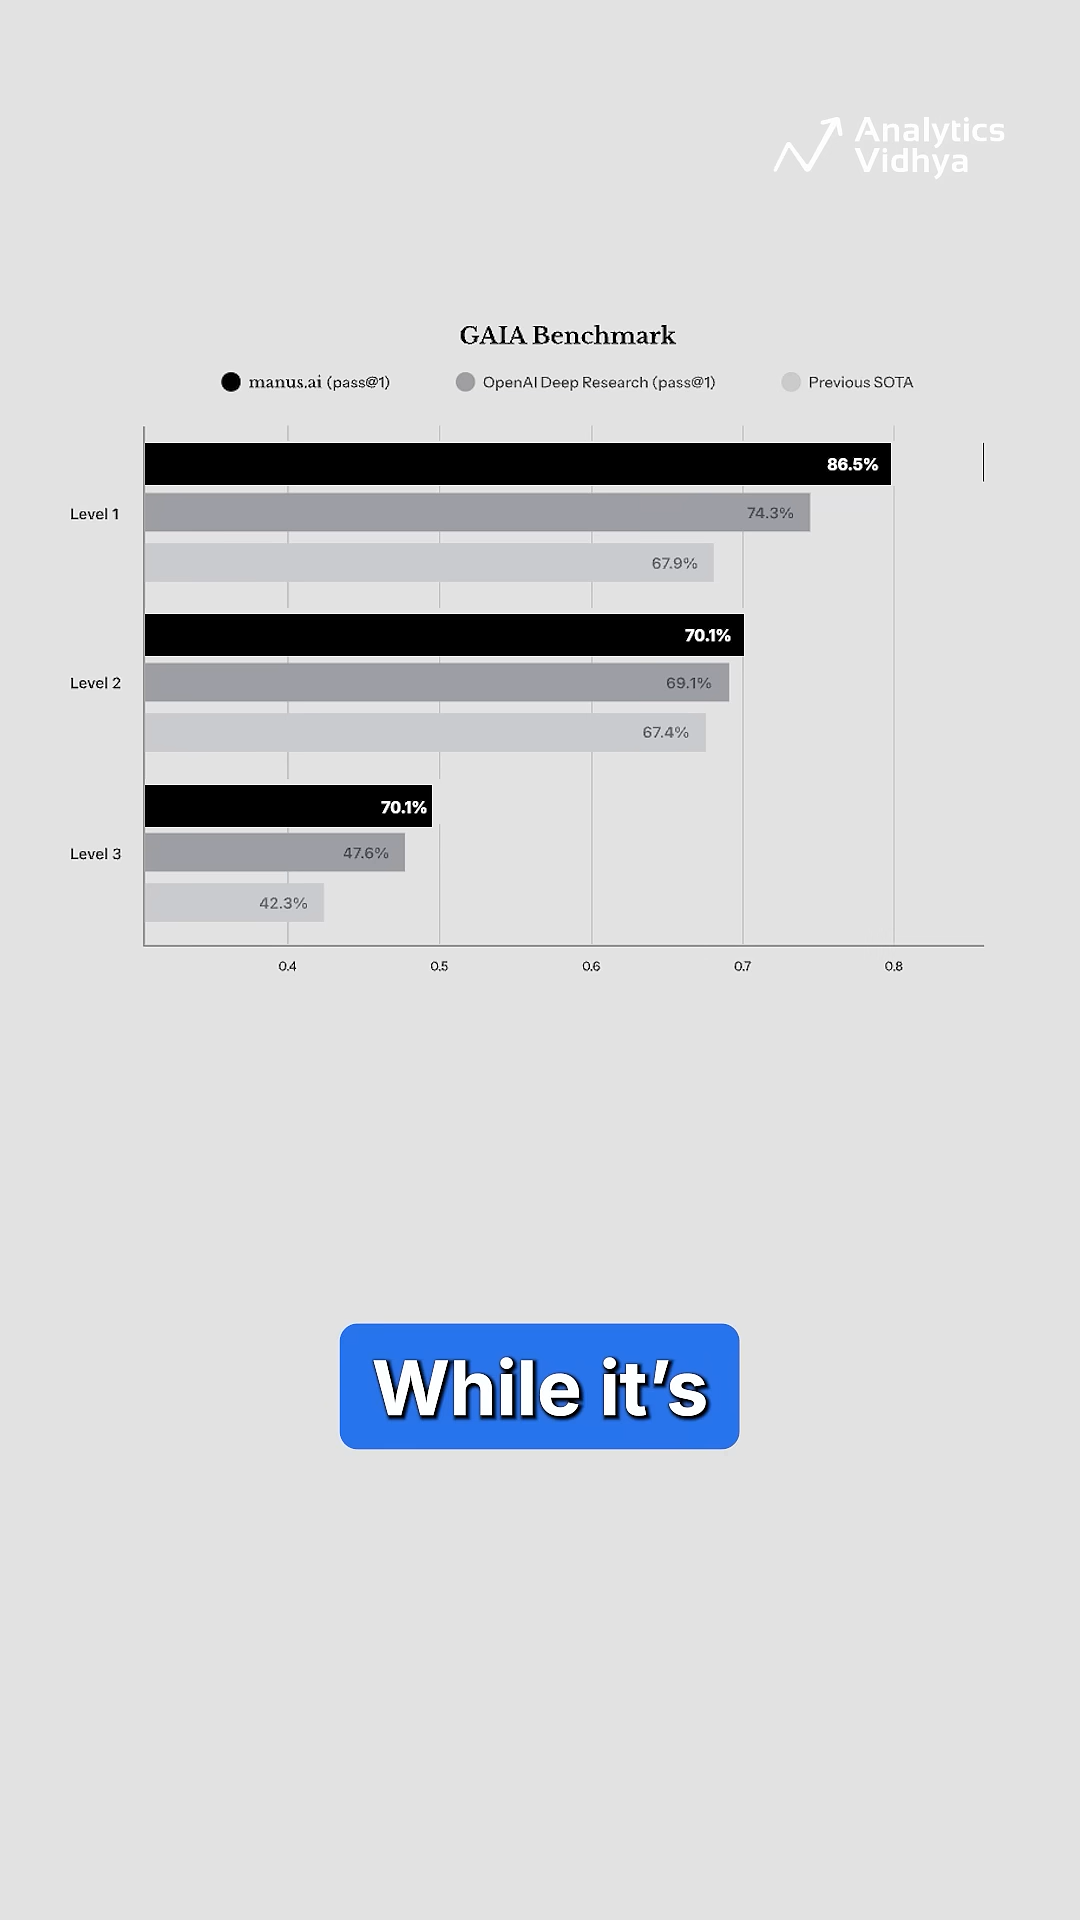 Analytics
Vidhya
GAIA Benchmark
manus.ai (pass@1) OpenAI Deep Research (pass@1) Previous SOTA
86.5%
Level 1 74.3%
67.9%
70.1%
Level 2 69.1%
67.4%
70.1%
Level 3 47.6%
42.3%
0.4 0.5 0.6 0.7 0.8
While it's